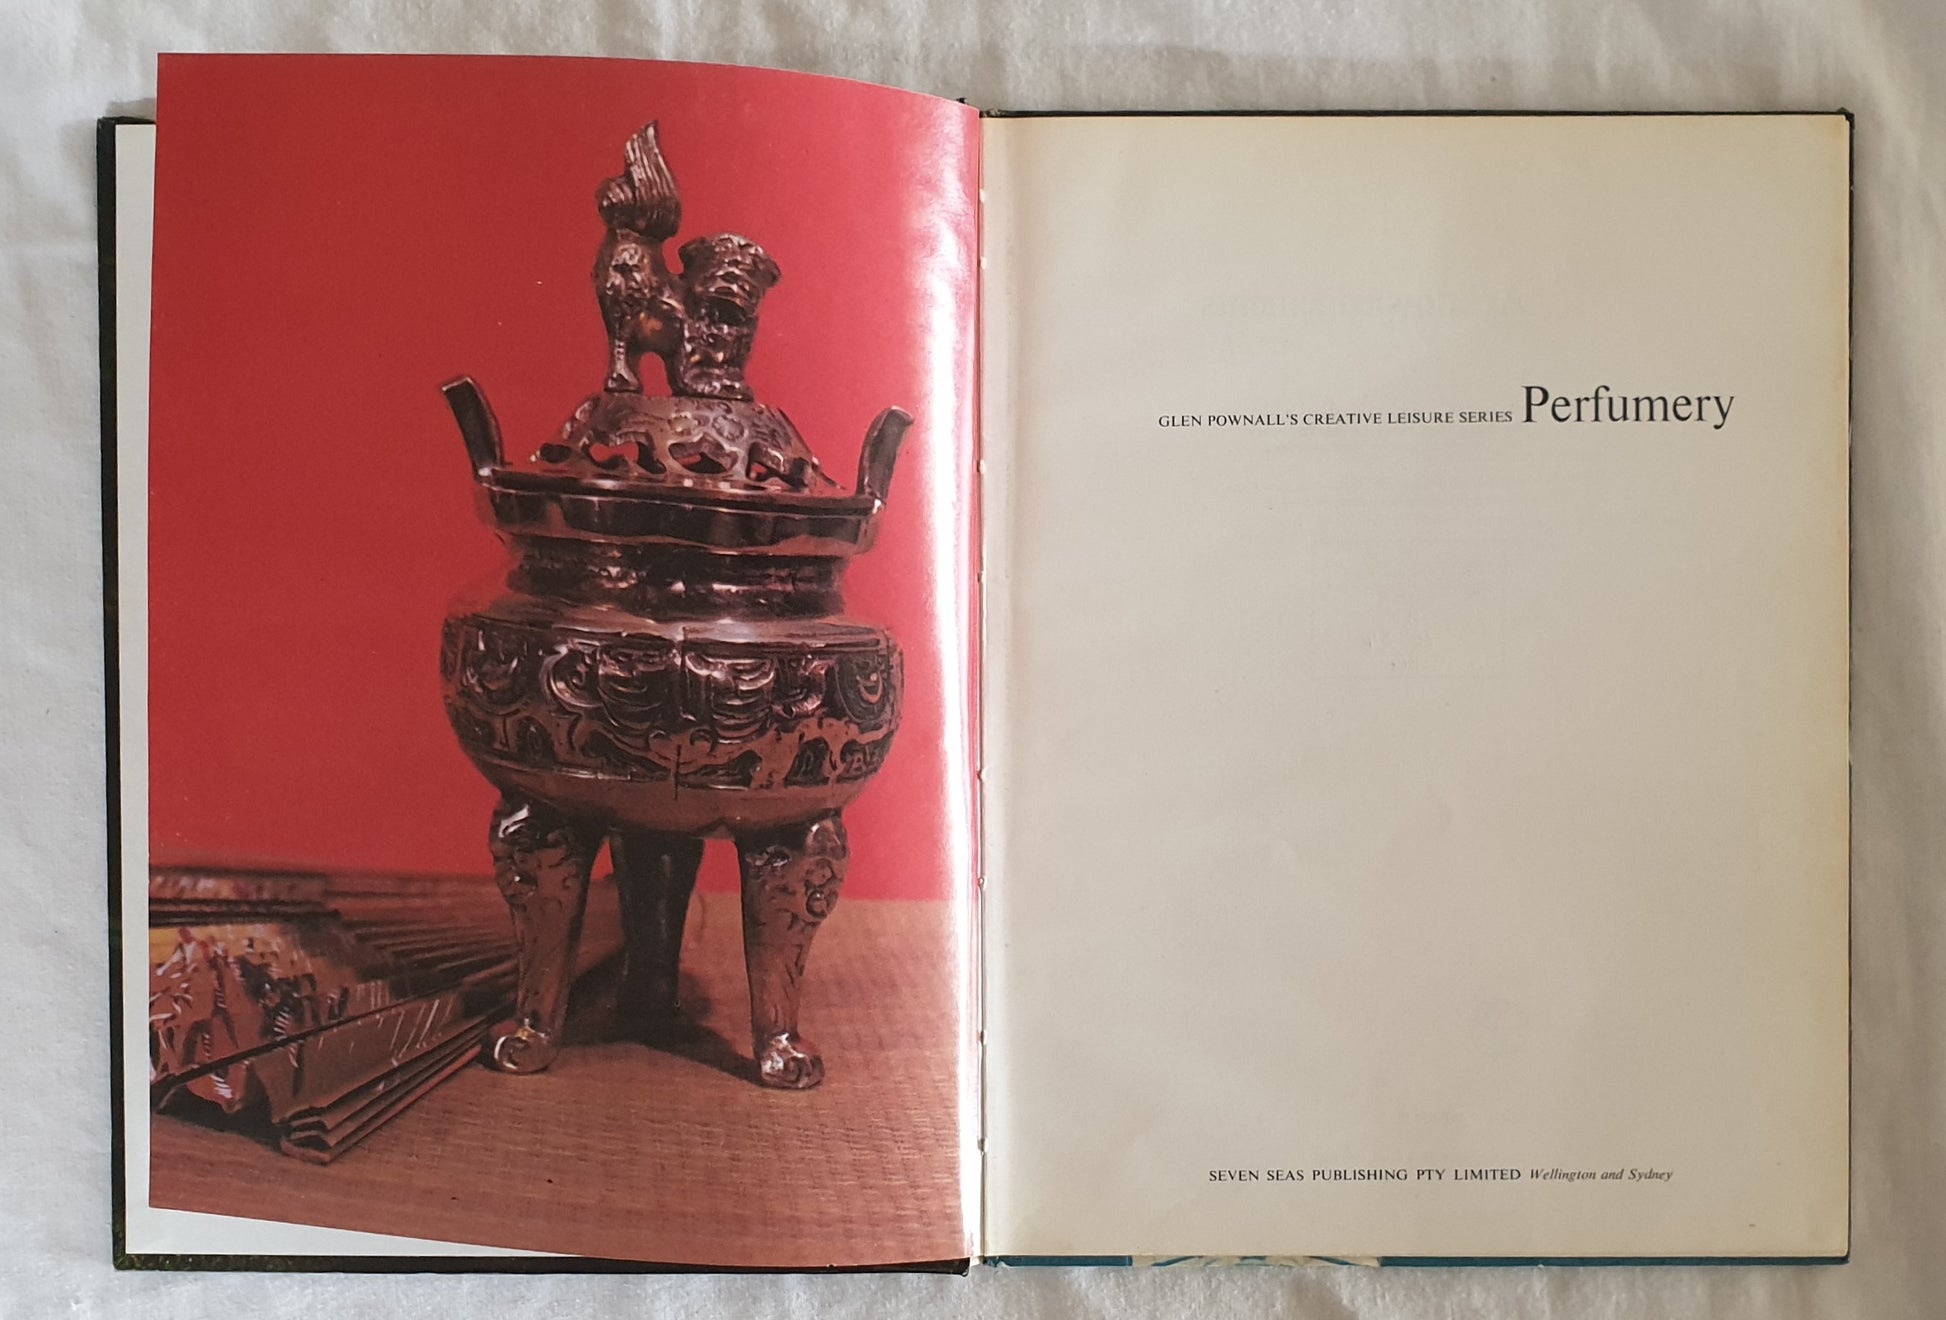 GLEN POWNALL'S CREATIVE LEISURE SERIES Perfumery
SEVEN SEAS PUBLISHING PTY LIMITED Wellington and Sydney